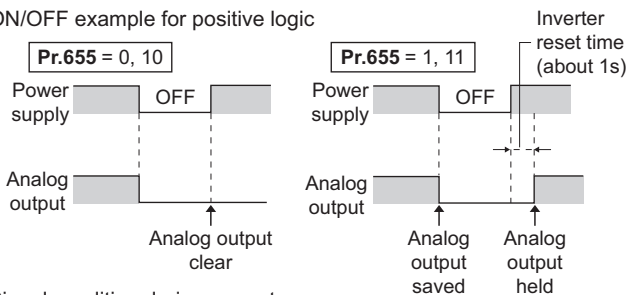 ON/OFF example for positive logic
Pr.655 = 0, 10
Power
supply
OFF
Analog
output
Analog output
clear
Pr.655 = 1, 11
Inverter
reset time
(about 1s)
Power
supply
OFF
Analog
output
Analog
output
saved
Analog
output
held